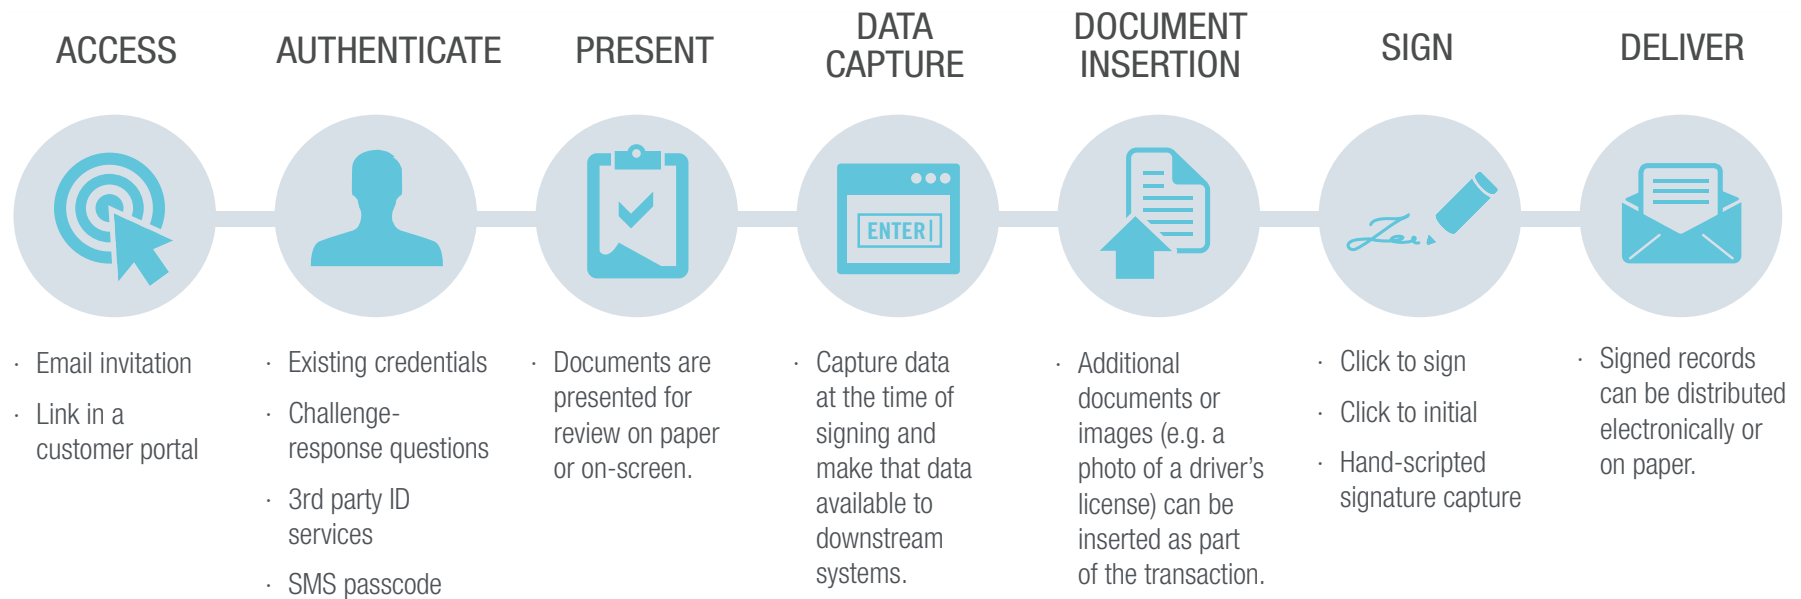 ACCESS
· Email invitation
· Link in a
customer portal
AUTHENTICATE
· Existing credentials
· Challenge-
response questions
· 3rd party ID
services
· SMS passcode
PRESENT
· Documents are
presented for
review on paper
or on-screen.
DATA
CAPTURE
ENTER|
· Capture data
at the time of
signing and
make that data
available to
downstream
systems.
DOCUMENT
INSERTION
· Additional
documents or
images (e.g. a
photo of a driver's
license) can be
inserted as part
of the transaction.
SIGN
· Click to sign
· Click to initial
· Hand-scripted
signature capture
DELIVER
· Signed records
can be distributed
electronically or
on paper.